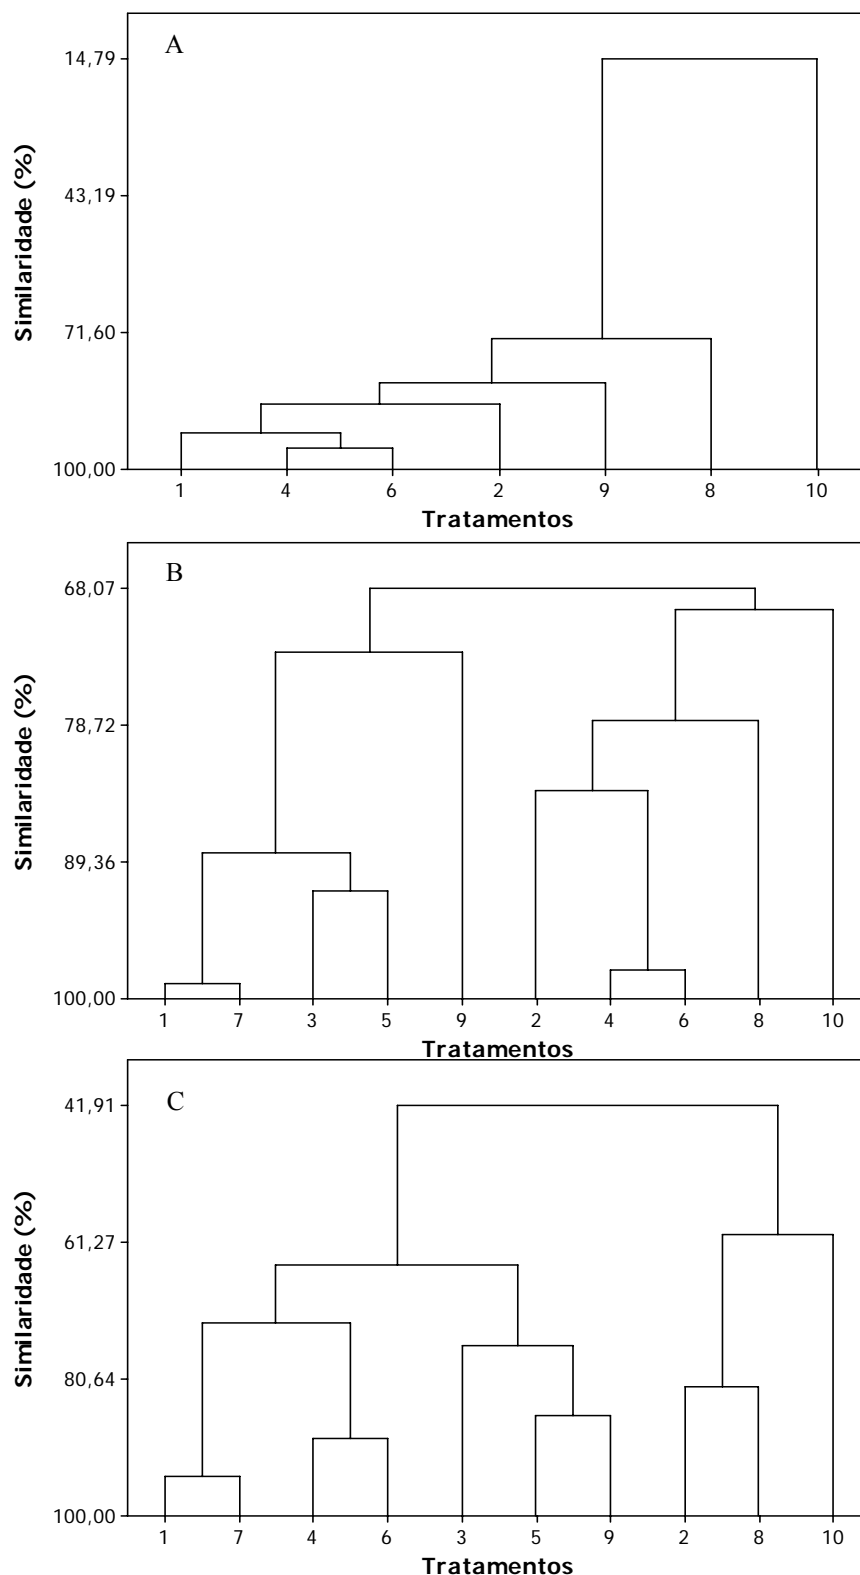 A
14,79
43,19
71,60
100,00
Similaridade (%)
1 4 6 2 9 8 10
Tratamentos
B
68,07
78,72
89,36
100,00
Similaridade (%)
1 7 3 5 9 2 4 6 8 10
Tratamentos
C
41,91
61,27
80,64
100,00
Similaridade (%)
1 7 4 6 3 5 9 2 8 10
Tratamentos